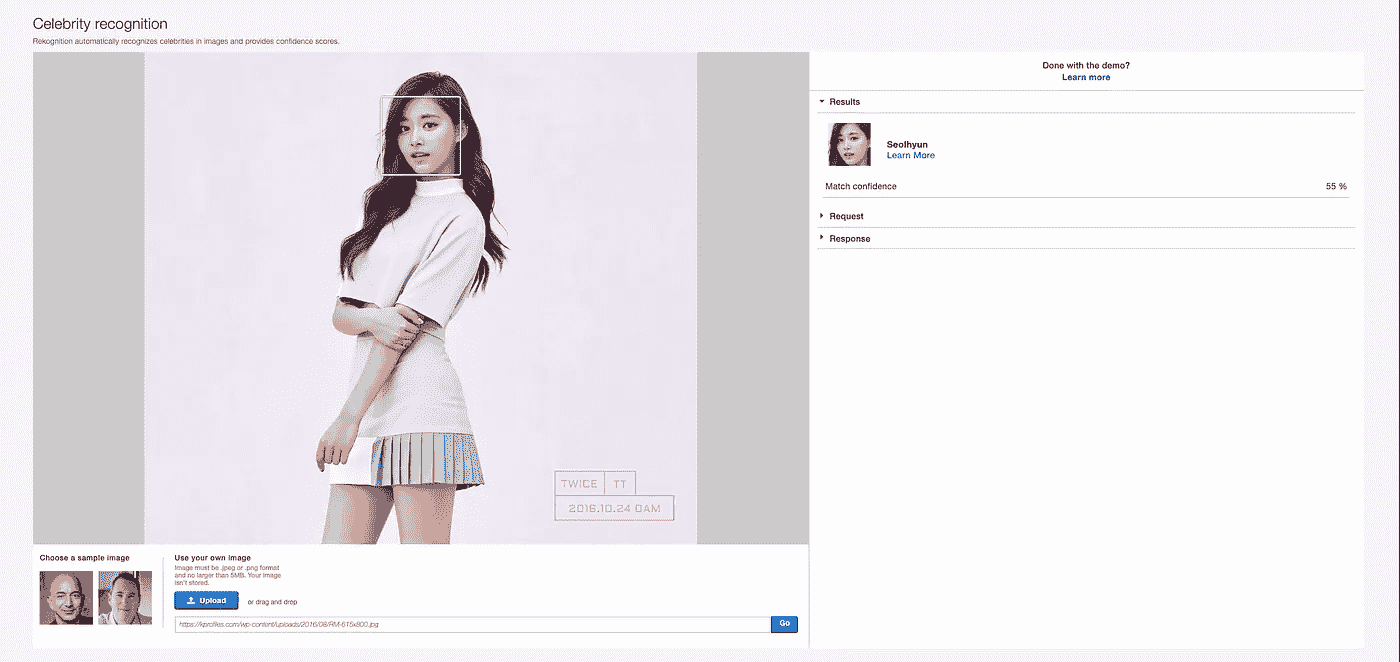 Celebrity recognition
Rekognition automatically recognizes celebrities in images and provides confidence scores.
TWICE TT
2016.10.24 0AM
Choose a sample image
Use your own image
Image must be .jpeg or .png format
and no larger than 5MB. Your image
isn't stored.
Upload
or drag and drop
https://kprofiles.com/wp-content/uploads/2016/08/RM-615x800.jpg
Go
Done with the demo?
Learn more
Results
Seolhyun
Learn More
Match confidence 55 %
Request
Response